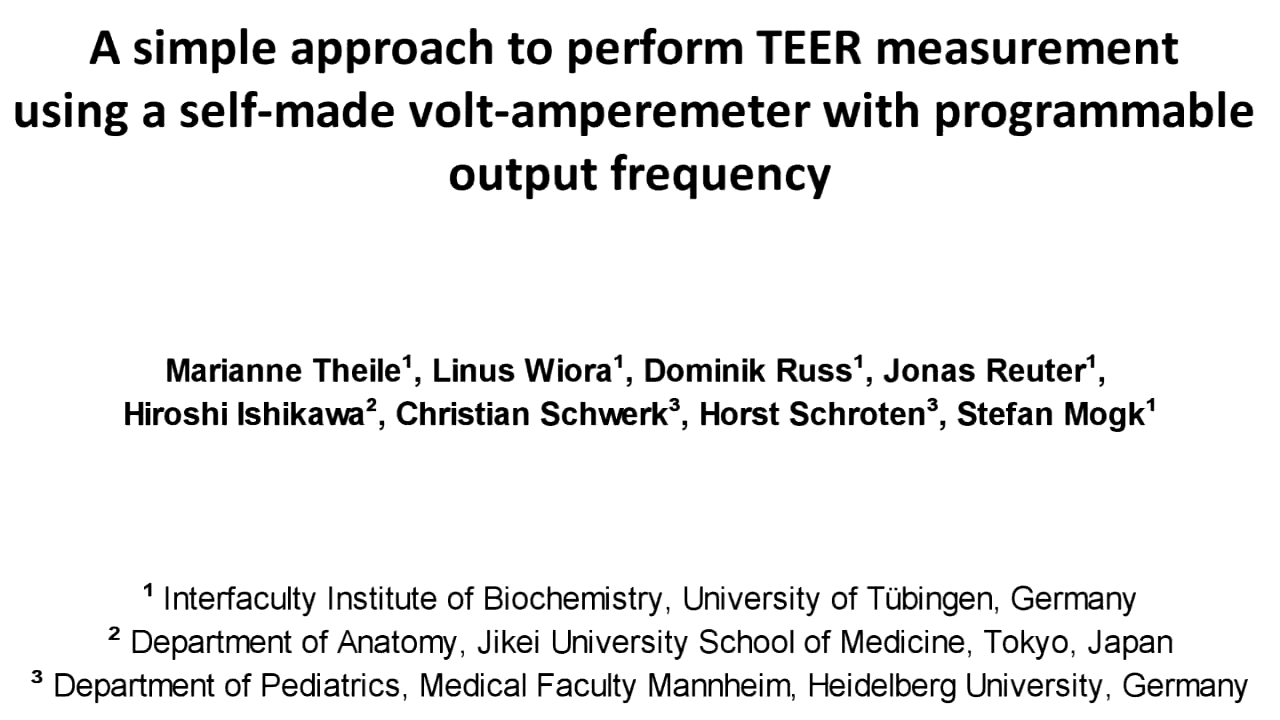 A simple approach to perform TEER measurement
using a self-made volt-amperemeter with programmable
output frequency
Marianne Theile¹, Linus Wiora¹, Dominik Russ¹, Jonas Reuter¹,
Hiroshi Ishikawa², Christian Schwerk³, Horst Schroten³, Stefan Mogk¹
¹ Interfaculty Institute of Biochemistry, University of Tübingen, Germany
² Department of Anatomy, Jikei University School of Medicine, Tokyo, Japan
³ Department of Pediatrics, Medical Faculty Mannheim, Heidelberg University, Germany